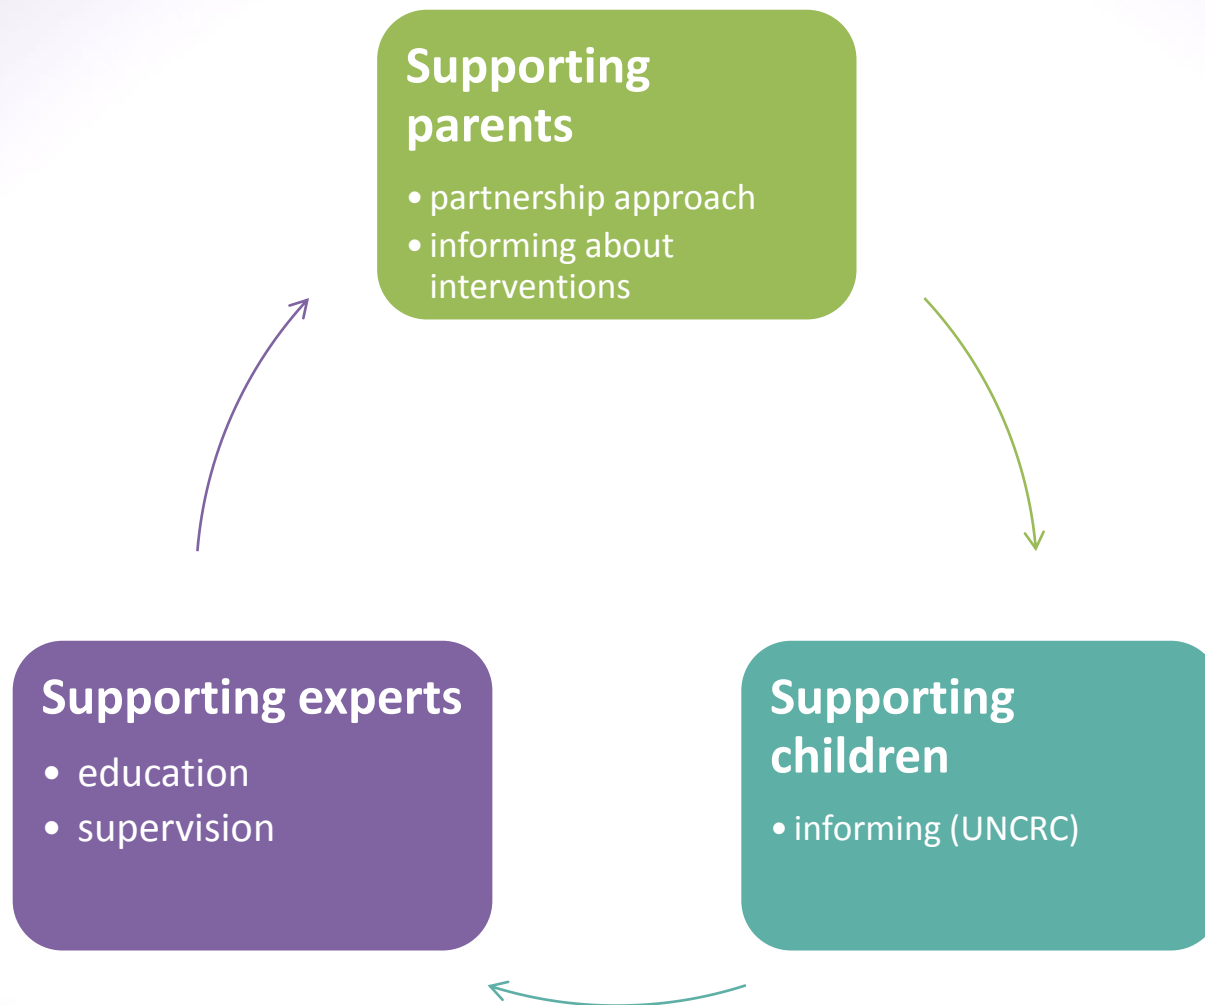 Supporting
parents
• partnership approach
• informing about
interventions
Supporting experts
• education
• supervision
Supporting
children
• informing (UNCRC)